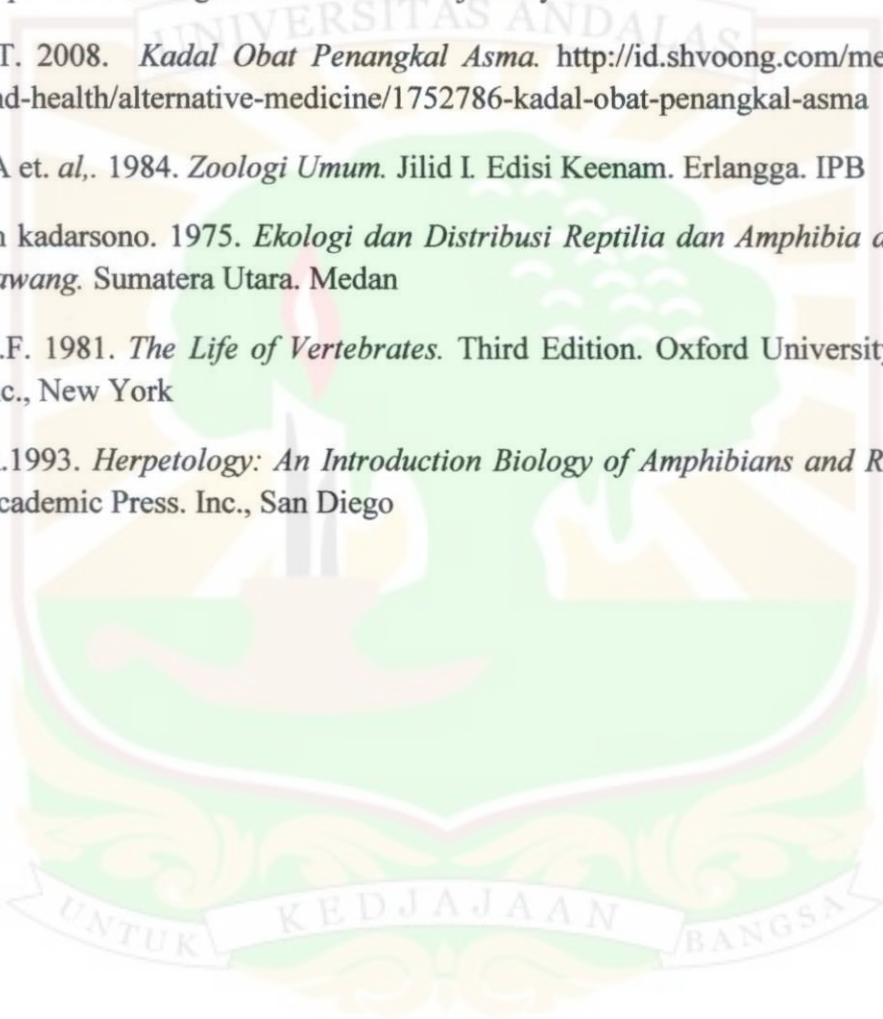 UNIVERSITAS ANDALAS
T. 2008. Kadal Obat Penangkal Asma. http://id.shvoong.com/me
nd-health/alternative-medicine/1752786-kadal-obat-penangkal-asma
A et. al,. 1984. Zoologi Umum. Jilid I. Edisi Keenam. Erlangga. IPB
n kadarsono. 1975. Ekologi dan Distribusi Reptilia dan Amphibia d
awang. Sumatera Utara. Medan
.F. 1981. The Life of Vertebrates. Third Edition. Oxford University
c., New York
.1993. Herpetology: An Introduction Biology of Amphibians and R
cademic Press. Inc., San Diego
UNTUK KEDJAJAAN BANGSA